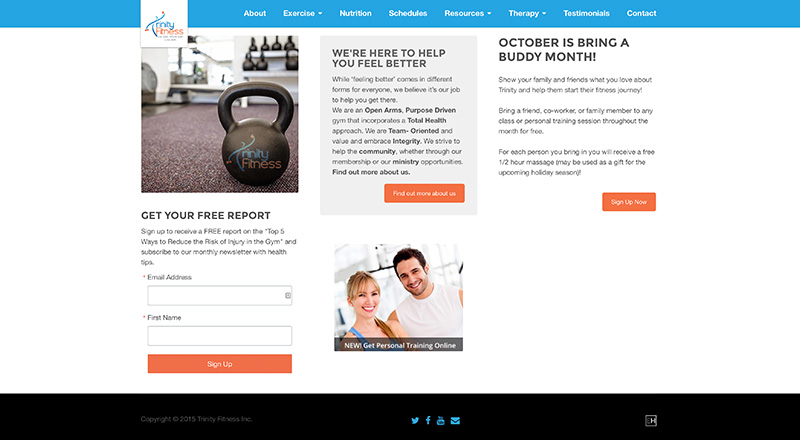 Trinity
Fitness
About
Exercise
Nutrition
Schedules
Resources
Therapy
Testimonials
Contact
Trinity
Fitness
GET YOUR FREE REPORT
Sign up to receive a FREE report on the "Top 5
Ways to Reduce the Risk of Injury in the Gym" and
subscribe to our monthly newsletter with health
tips.
* Email Address
* First Name
Sign Up
WE'RE HERE TO HELP
YOU FEEL BETTER
While 'feeling better' comes in different
forms for everyone, we believe it's our job
to help you get there.
We are an Open Arms, Purpose Driven
gym that incorporates a Total Health
approach. We are Team- Oriented and
value and embrace Integrity. We strive to
help the community, whether through our
membership or our ministry opportunities.
Find out more about us.
Find out more about us
NEW! Get Personal Training Online
OCTOBER IS BRING A
BUDDY MONTH!
Show your family and friends what you love about
Trinity and help them start their fitness journey!
Bring a friend, co-worker, or family member to any
class or personal training session throughout the
month for free.
For each person you bring in you will receive a free
1/2 hour massage (may be used as a gift for the
upcoming holiday season)!
Sign Up Now
Copyright © 2015 Trinity Fitness Inc.
EH